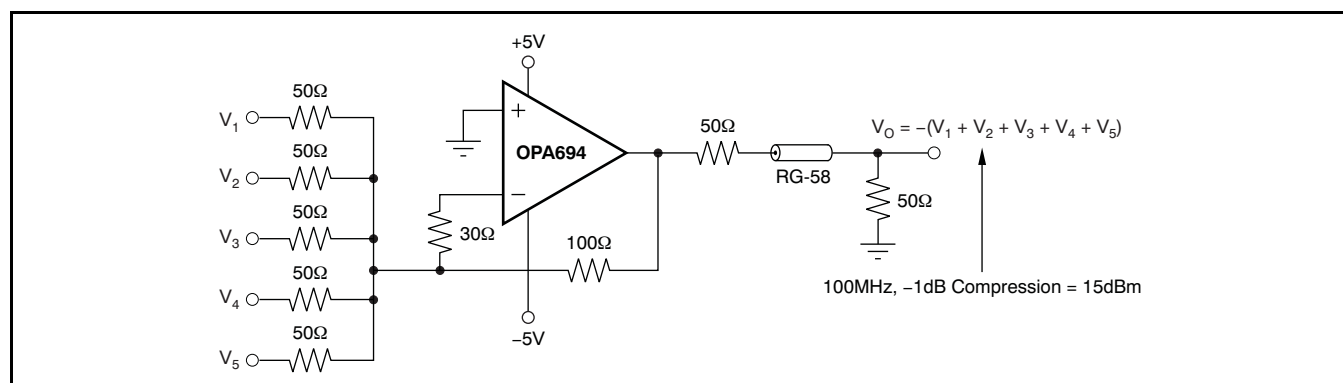 +5V
50Ω
V1
50Ω
V2
50Ω
V3
50Ω
V4
50Ω
V5
+
OPA694
−
30Ω
100Ω
−5V
50Ω
RG-58
VO = −(V1 + V2 + V3 + V4 + V5)
50Ω
100MHz, −1dB Compression = 15dBm